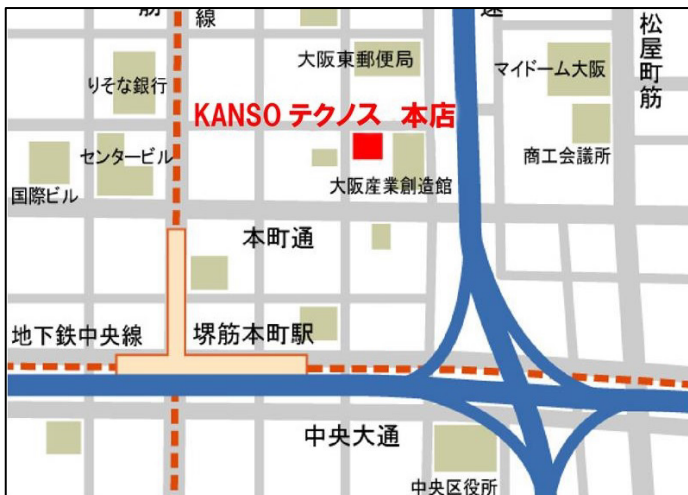 筋
線
速
大阪東郵便局
マイドーム大阪
松屋町筋
りそな銀行
KANSO テクノス 本店
センタービル
商工会議所
国際ビル
大阪産業創造館
本町通
地下鉄中央線
堺筋本町駅
中央大通
中央区役所